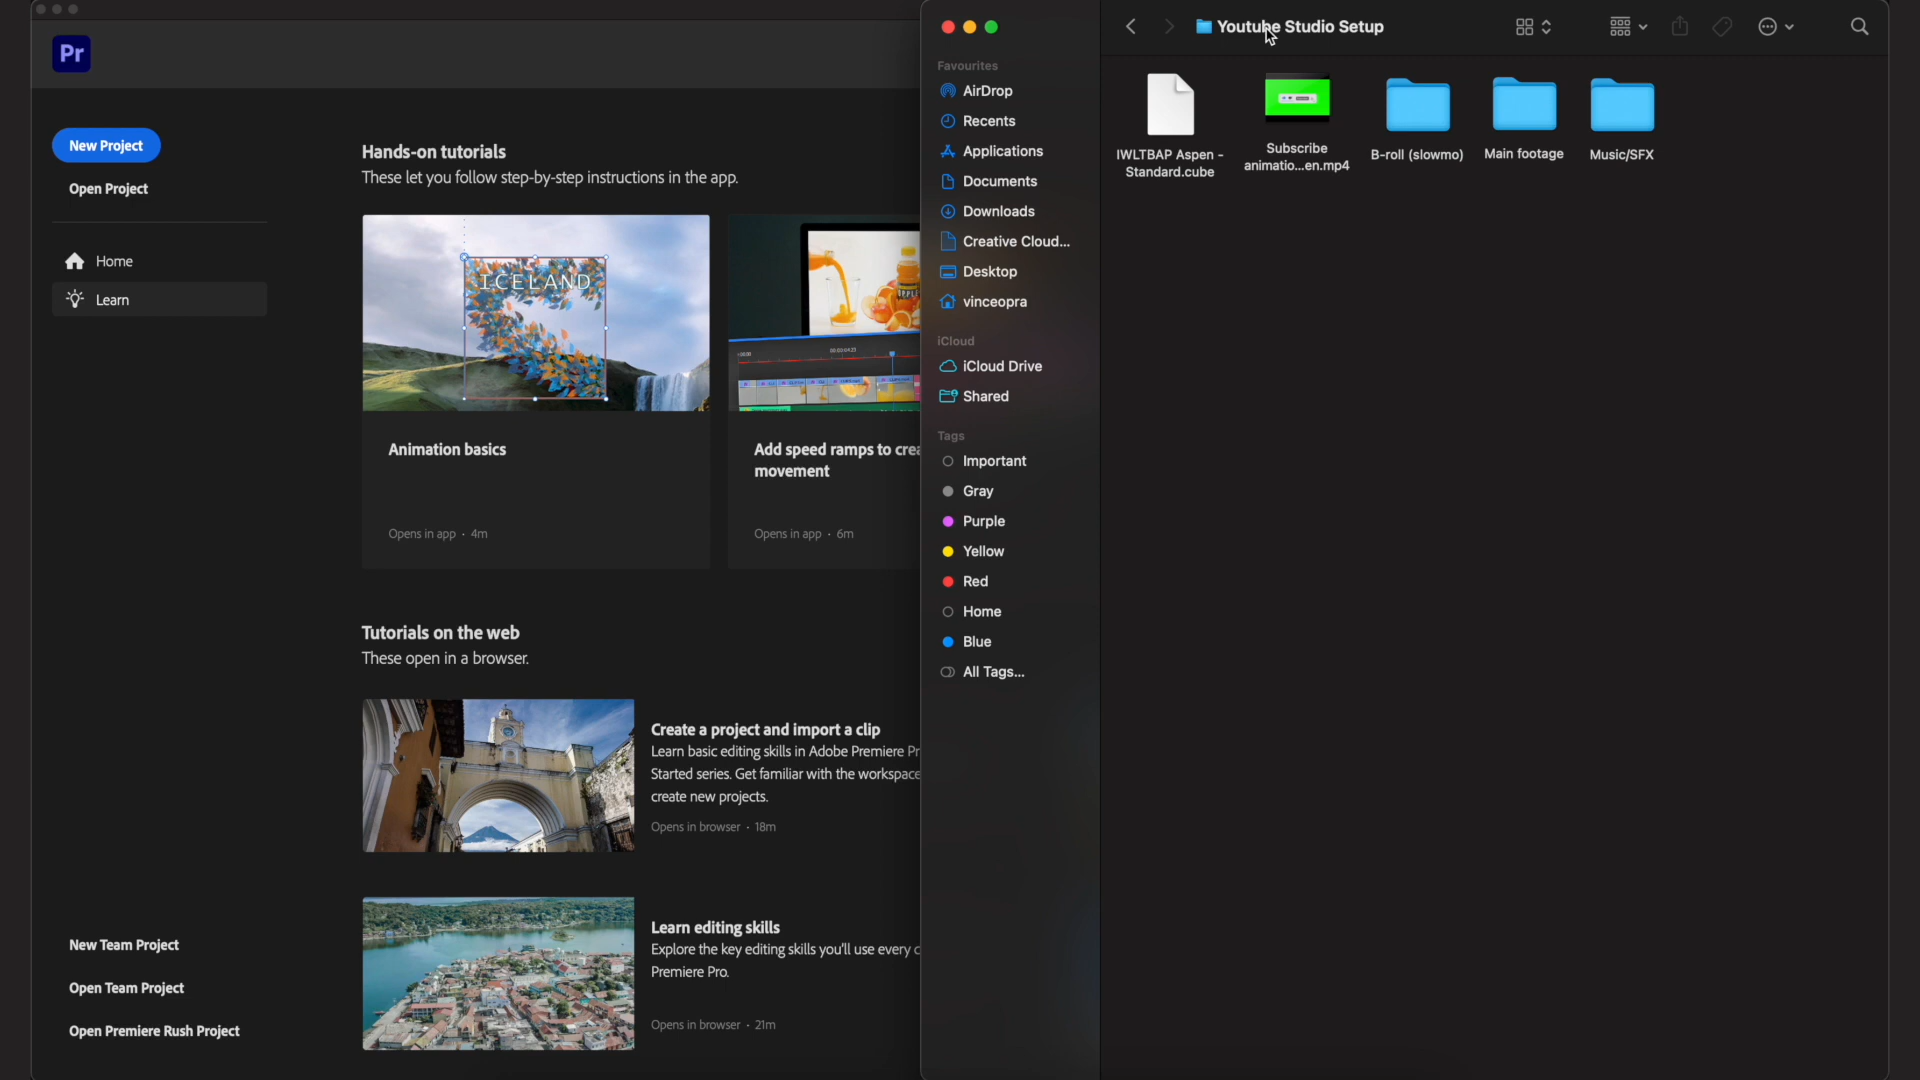 Pr
New Project
Open Project
Home
Learn
New Team Project
Open Team Project
Open Premiere Rush Project
Hands-on tutorials
These let you follow step-by-step instructions in the app.
ICELAND
Animation basics
Opens in app · 4m
Add speed ramps to crea
movement
Opens in app · 6m
Tutorials on the web
These open in a browser.
Create a project and import a clip
Learn basic editing skills in Adobe Premiere Pr
Started series. Get familiar with the workspace
create new projects.
Opens in browser · 18m
Learn editing skills
Explore the key editing skills you'll use every
Premiere Pro.
Opens in browser · 21m
Favourites
AirDrop
Recents
Applications
Documents
Downloads
Creative Cloud...
Desktop
vinceopra
iCloud
iCloud Drive
Shared
Tags
Important
Gray
Purple
Yellow
Red
Home
Blue
All Tags...
Youtube Studio Setup
IWLTBAP Aspen -
Standard.cube
Subscribe
animatio...en.mp4
B-roll (slowmo)
Main footage
Music/SFX